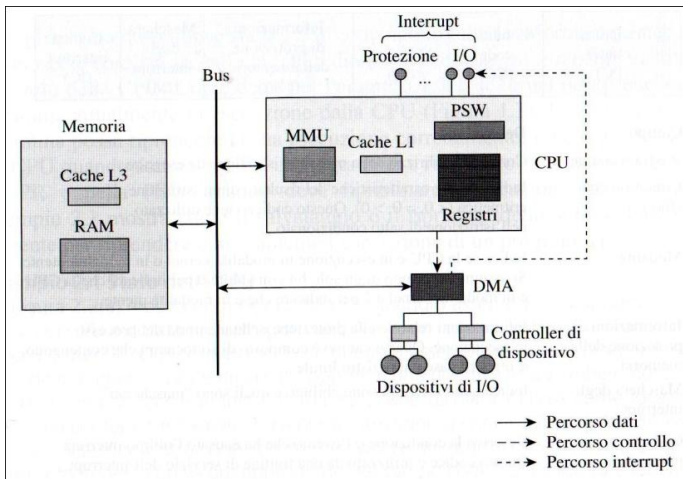 Interrupt
Protezione I/O
Bus
PSW
Memoria
MMU
Cache L1
CPU
Cache L3
RAM
Registri
DMA
Controller di
dispositivo
Dispositivi di I/O
Percorso dati
Percorso controllo
Percorso interrupt